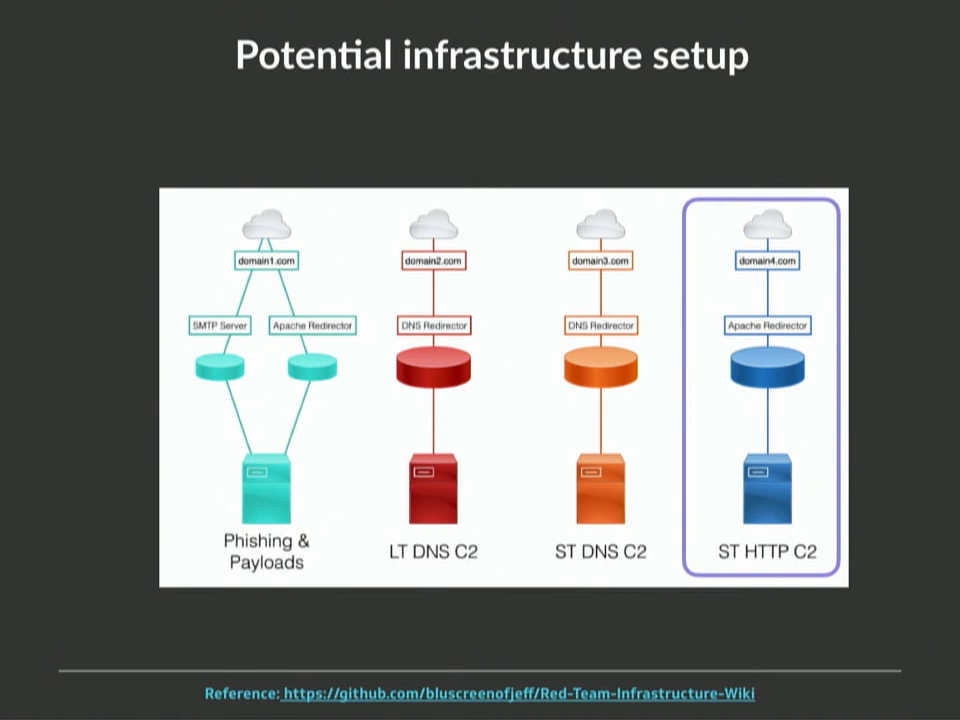 Potential infrastructure setup
domain1.com
domain2.com
domain3.com
domain4.com
SMTP Server
Apache Redirector
DNS Redirector
DNS Redirector
Apache Redirector
Phishing &
Payloads
LT DNS C2
ST DNS C2
ST HTTP C2
Reference: https://github.com/bluscreenofjeff/Red-Team-Infrastructure-Wiki